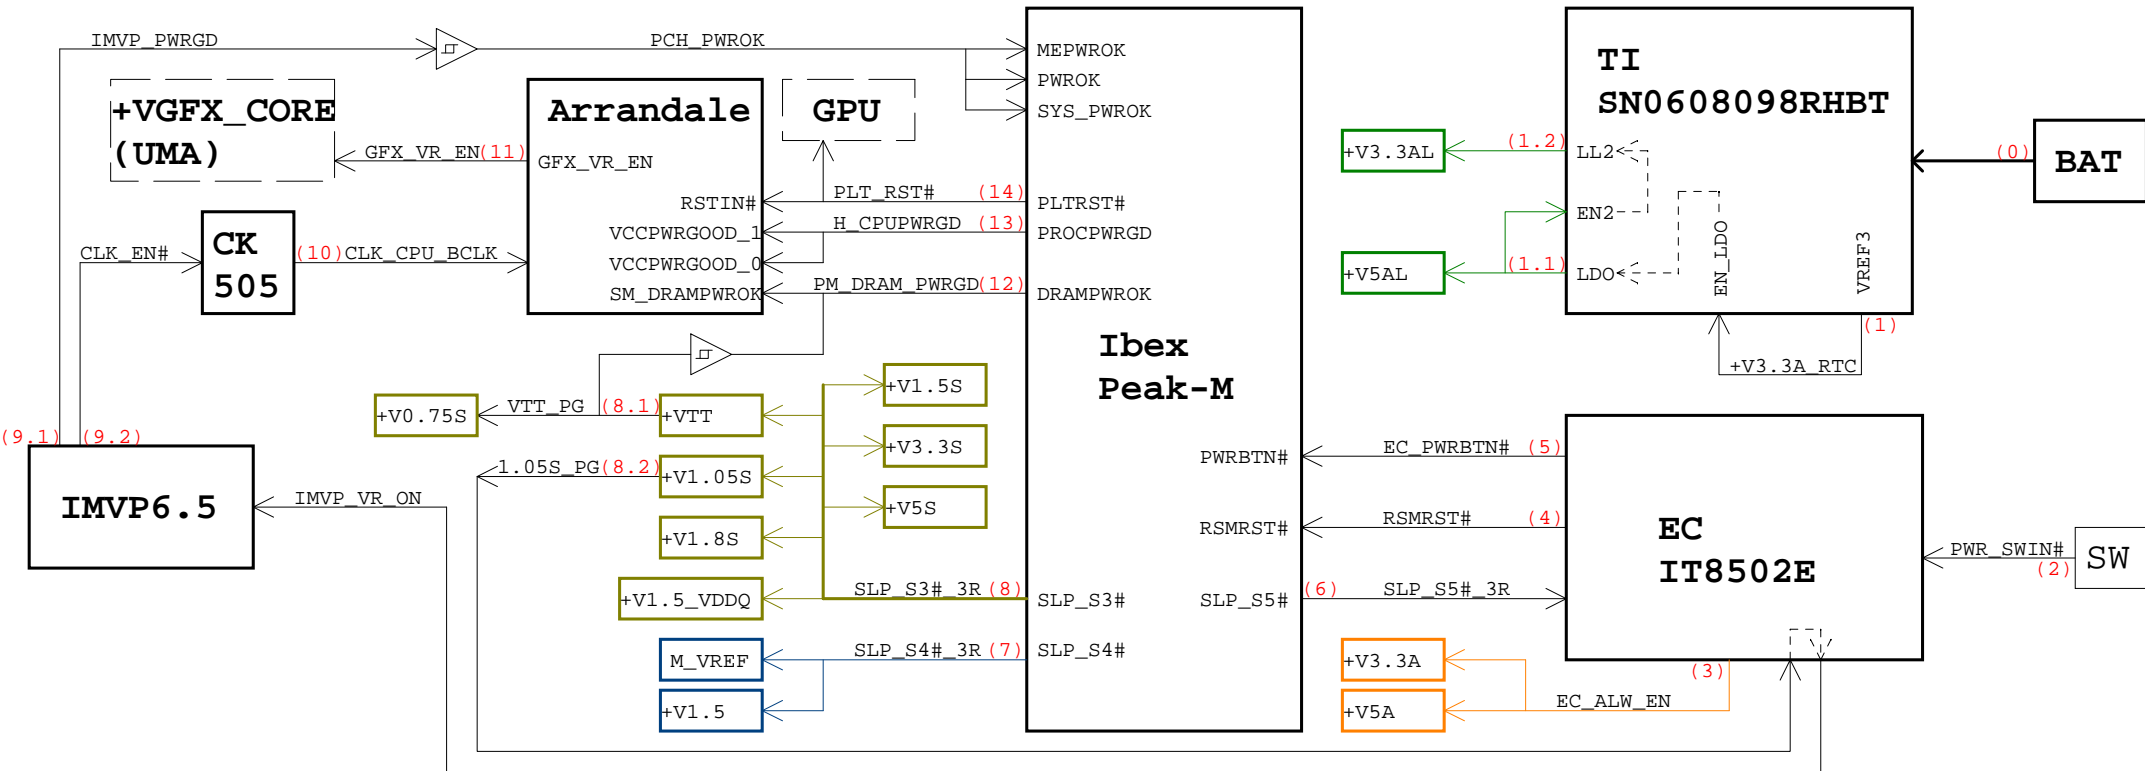 IMVP_PWRGD
PCH_PWROK
MEPWROK
PWROK
SYS_PWROK
+VGFX_CORE
(UMA)
GFX_VR_EN(11)
Arrandale
GFX_VR_EN
RSTIN#
VCCPWRGOOD_1
VCCPWRGOOD_0
SM_DRAMPWROK
GPU
PLT_RST# (14)
H_CPUPWRGD (13)
PM_DRAM_PWRGD(12)
PLTRST#
PROCPWRGD
DRAMPWROK
CLK_EN#
CK
505
(10)CLK_CPU_BCLK
Ibex
Peak-M
TI
SN0608098RHBT
LL2
EN2
LDO
EN_LDO
VREF3
(1)
+V3.3A_RTC
+V3.3AL
(1.2)
+V5AL
(1.1)
(0)
BAT
+V0.75S
VTT_PG (8.1)
+VTT
+V1.5S
+V3.3S
+V5S
1.05S_PG(8.2)
+V1.05S
+V1.8S
+V1.5_VDDQ
SLP_S3#_3R (8)
SLP_S3#
M_VREF
SLP_S4#_3R (7)
SLP_S4#
+V1.5
(9.1)
(9.2)
IMVP6.5
IMVP_VR_ON
PWRBTN#
EC_PWRBTN# (5)
RSMRST#
RSMRST# (4)
SLP_S5#
(6) SLP_S5#_3R
EC
IT8502E
PWR_SWIN#
(2)
SW
+V3.3A
+V5A
(3)
EC_ALW_EN